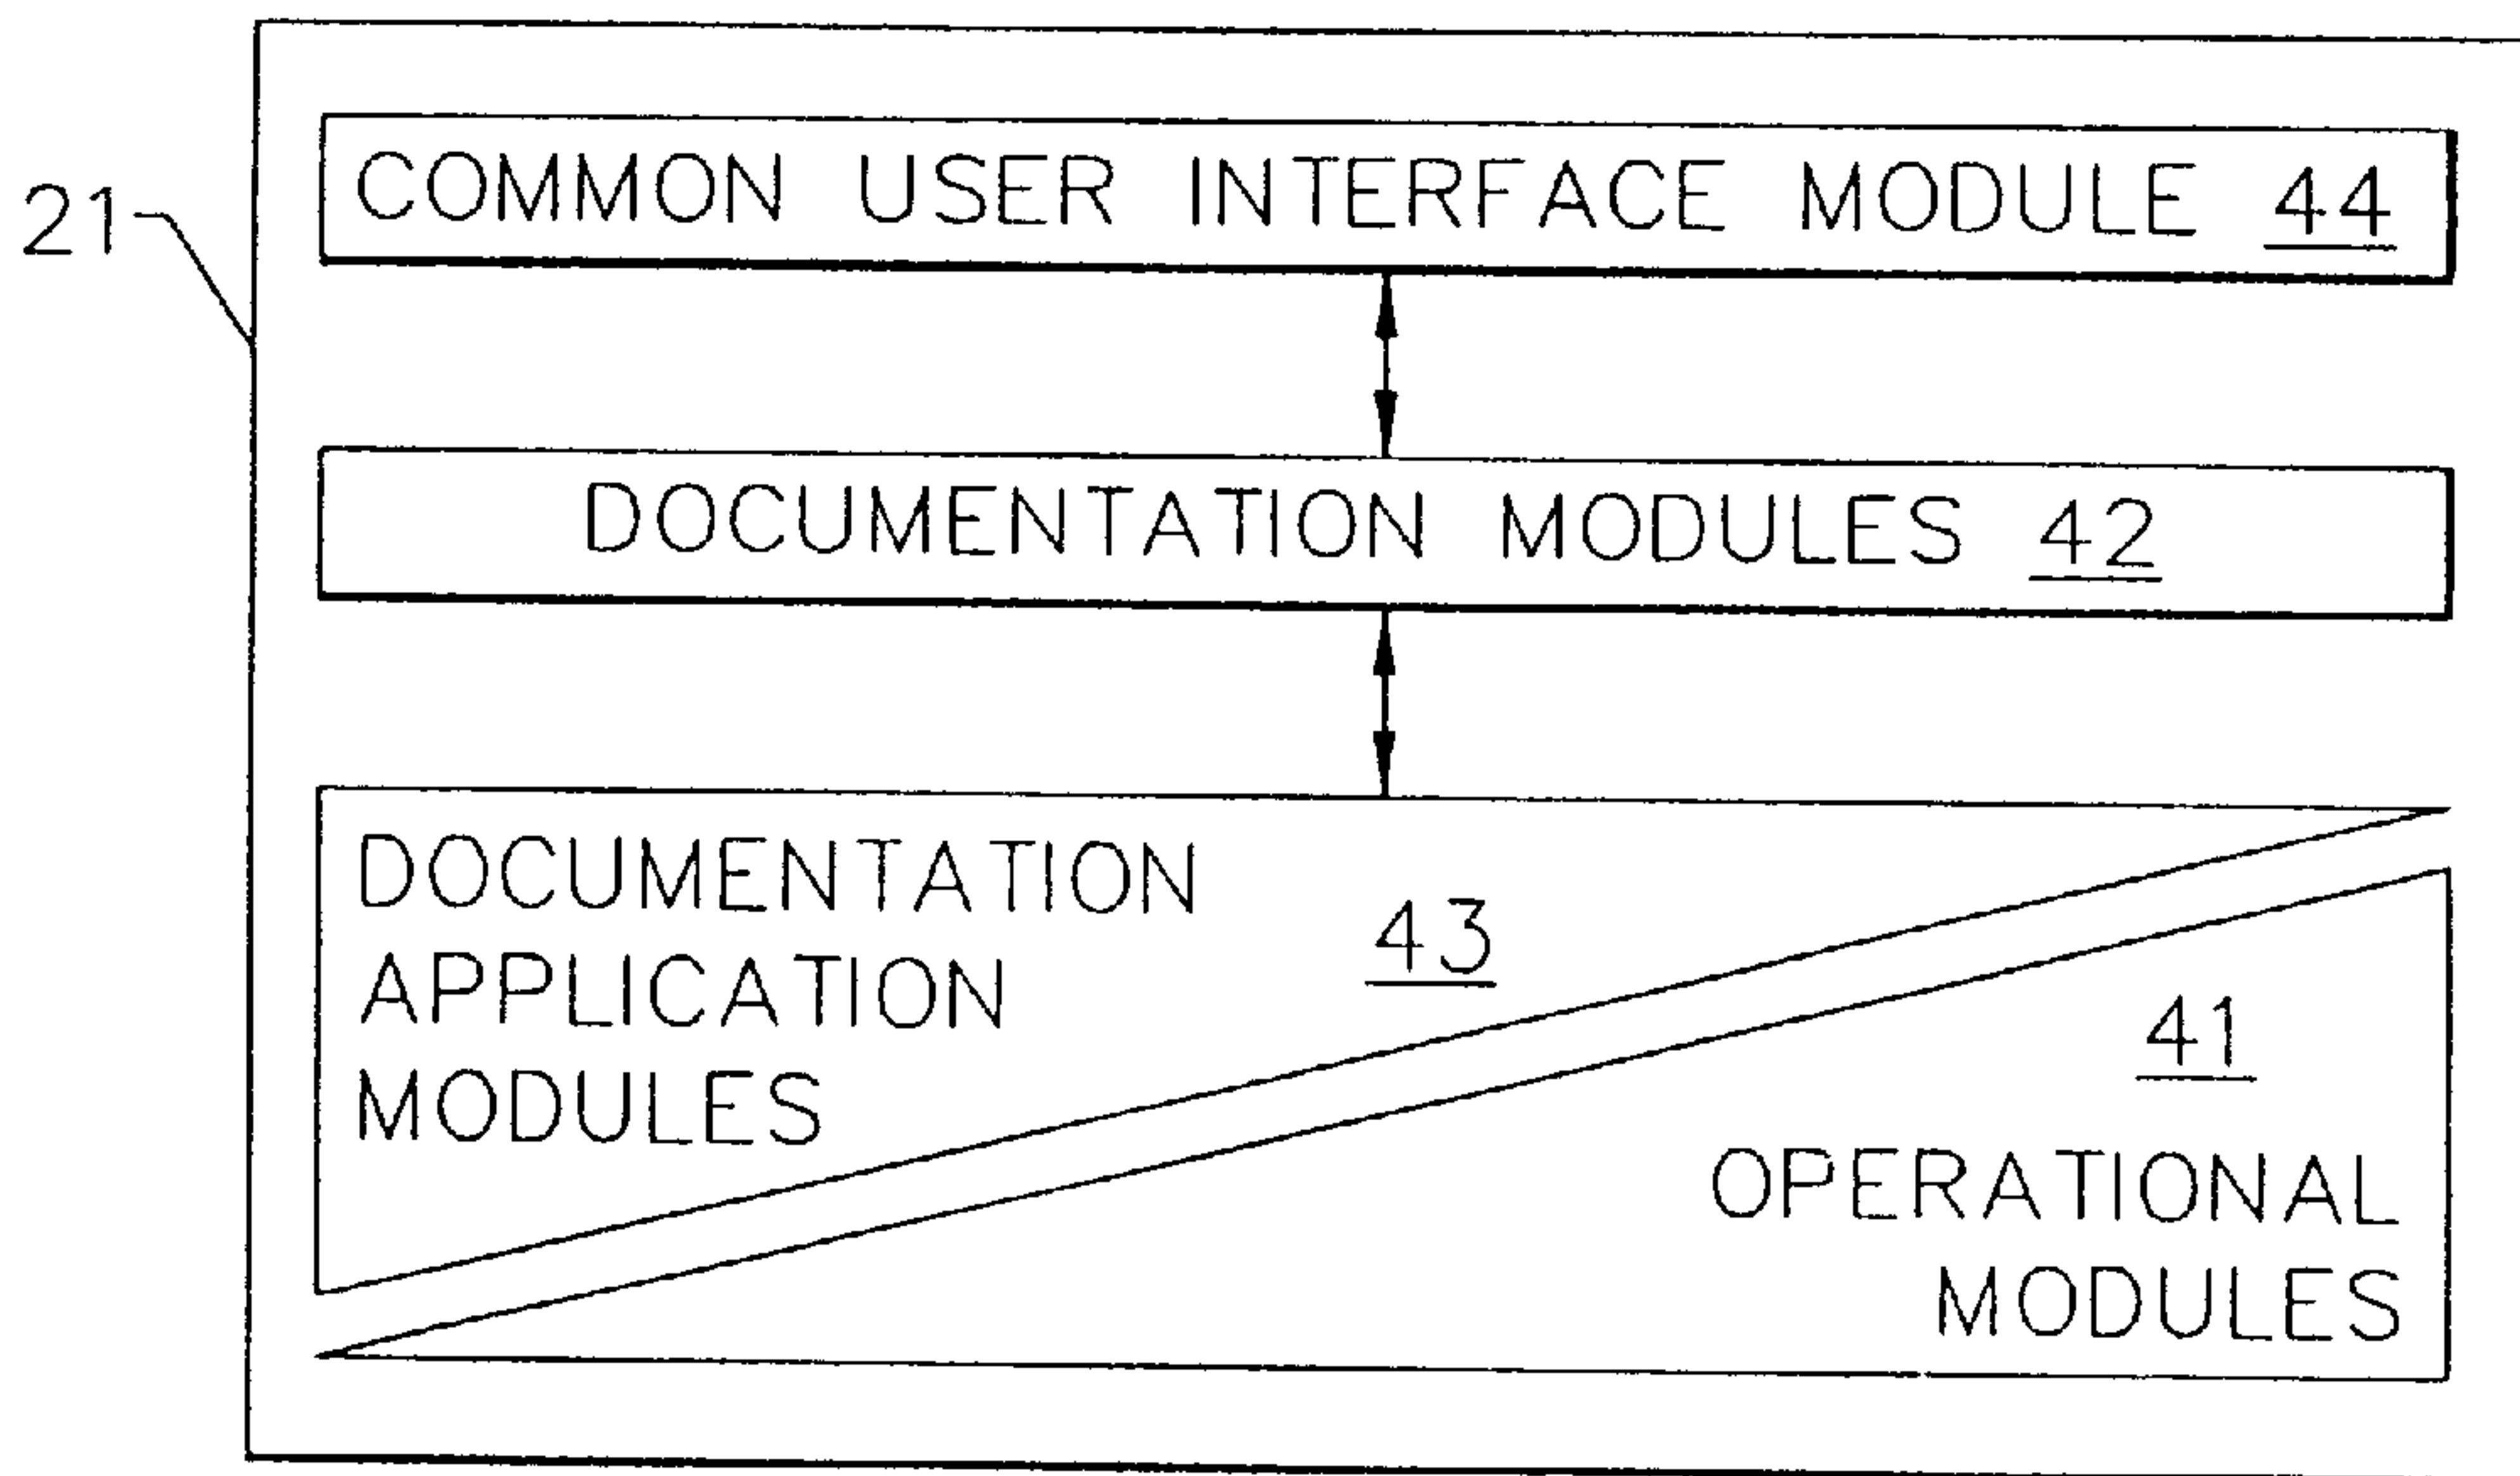 COMMON USER INTERFACE MODULE 44
21
DOCUMENTATION MODULES 42
DOCUMENTATION
APPLICATION
MODULES
43
41
OPERATIONAL
MODULES